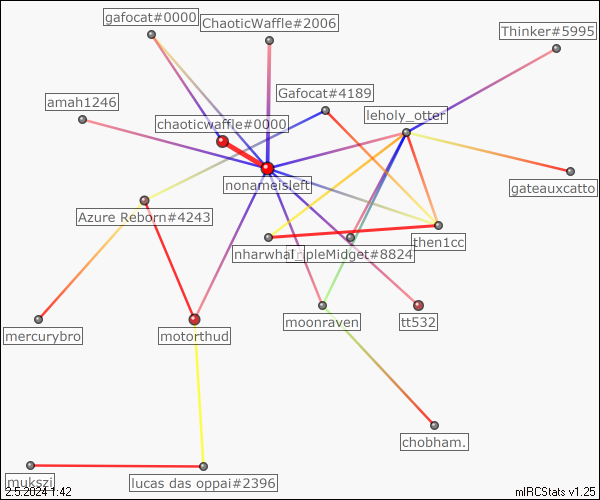 gafocat#0000
ChaoticWaffle#2006
Thinker#5995
amah1246
Gafocat#4189
leholy_otter
chaoticwaffle#0000
nonameisleft
gateauxcatto
Azure Reborn#4243
then1cc
nharwhal
ipleMidget#8824
mercurybro
motorthud
moonraven
tt532
chobham.
mukszi
lucas das oppai#2396
2.5.2024 1:42
mIRCStats v1.25